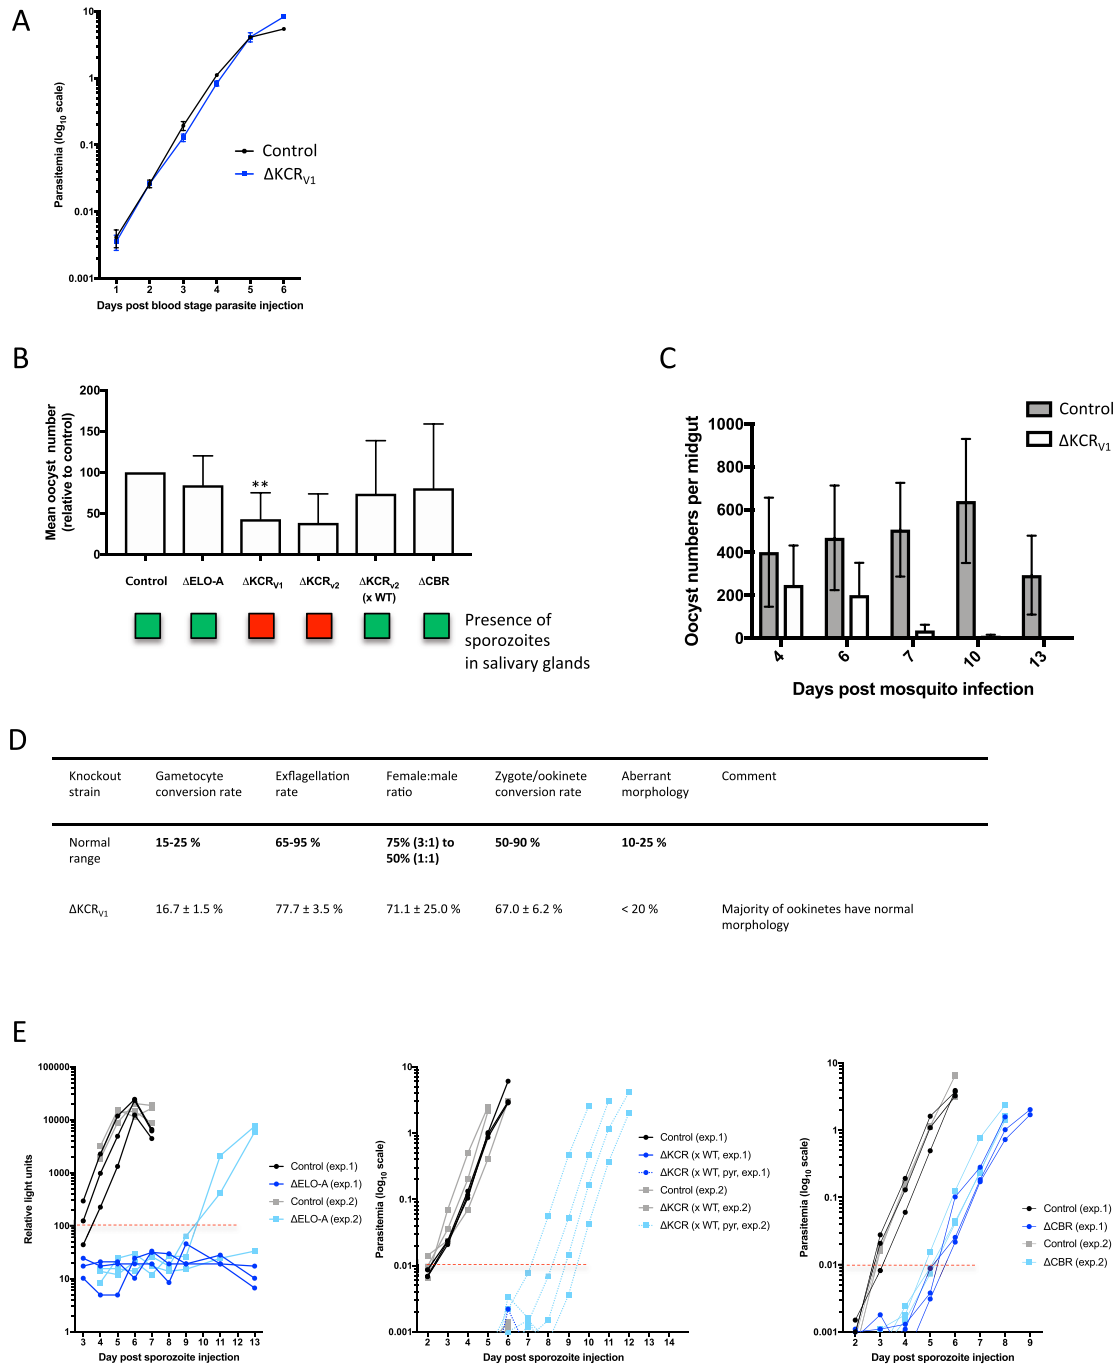 A
Parasitemia (log10 scale)
10
1
0.1
0.01
0.001
1 2 3 4 5 6
Days post blood stage parasite injection
Control
ΔKCRV1
B
Mean oocyst number
(relative to control)
200
150
100
50
0
**
Control ΔELO-A ΔKCRV1 ΔKCRv2 ΔKCRv2 ΔCBR
(x WT)
Presence of
sporozoites
in salivary glands
C
Control
ΔKCRV1
Oocyst numbers per midgut
1000
800
600
400
200
0
4 6 7 10 13
Days post mosquito infection
D
Knockout strain
Gametocyte conversion rate
Exflagellation rate
Female:male ratio
Zygote/ookinete conversion rate
Aberrant morphology
Comment
Normal range
15-25 %
65-95 %
75% (3:1) to 50% (1:1)
50-90 %
10-25 %
ΔKCRV1
16.7 ± 1.5 %
77.7 ± 3.5 %
71.1 ± 25.0 %
67.0 ± 6.2 %
< 20 %
Majority of ookinetes have normal morphology
E
Relative light units
100000
10000
1000
100
10
1
3 4 5 6 7 8 9 10 11 12 13
Day post sporozoite injection
Control (exp.1)
ΔELO-A (exp.1)
Control (exp.2)
ΔELO-A (exp.2)
Parasitemia (log10 scale)
10
1
0.1
0.01
0.001
2 3 4 5 6 7 8 9 10 11 12 13 14
Day post sporozoite injection
Control (exp.1)
ΔKCR (x WT, exp.1)
ΔKCR (x WT, pyr, exp.1)
Control (exp.2)
ΔKCR (x WT, exp.2)
ΔKCR (x WT, pyr, exp.2)
Parasitemia (log10 scale)
10
1
0.1
0.01
0.001
2 3 4 5 6 7 8 9
Day post sporozoite injection
Control (exp.1)
ΔCBR (exp.1)
Control (exp.2)
ΔCBR (exp.2)